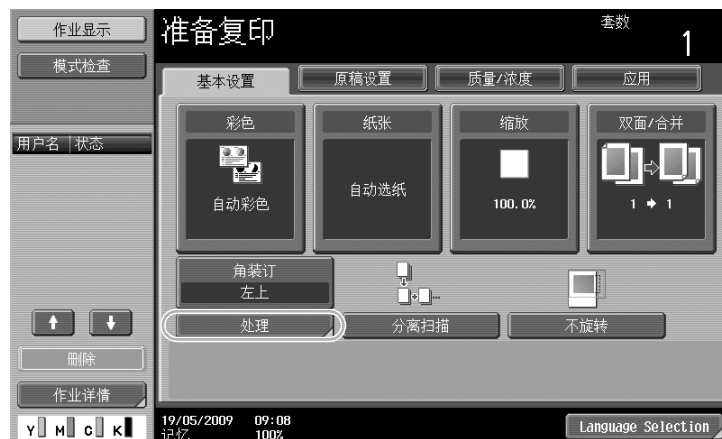 作业显示
准备复印
套数
1
模式检查
基本设置
原稿设置
质量/浓度
应用
彩色
纸张
缩放
双面/合并
用户名
状态
自动彩色
自动选纸
100.0%
1 → 1
角装订
左上
处理
分离扫描
不旋转
删除
作业详情
Y M C K
19/05/2009 09:08
记忆 100%
Language Selection